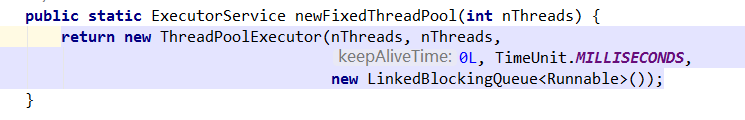 public static ExecutorService newFixedThreadPool(int nThreads) {
return new ThreadPoolExecutor(nThreads, nThreads,
keepAliveTime: 0L, TimeUnit.MILLISECONDS,
new LinkedBlockingQueue<Runnable>());
}